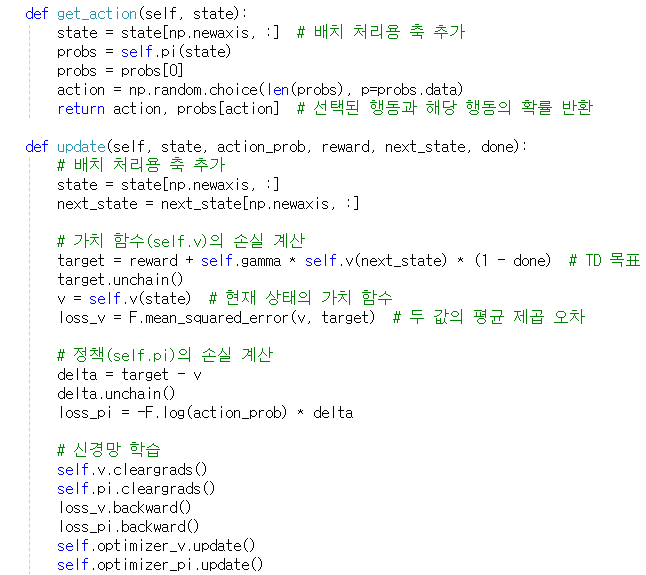 def get_action(self, state):
    state = state[np.newaxis, :]  # 배치 처리용 축 추가
    probs = self.pi(state)
    probs = probs[0]
    action = np.random.choice(len(probs), p=probs.data)
    return action, probs[action]  # 선택된 행동과 해당 행동의 확률 반환

def update(self, state, action_prob, reward, next_state, done):
    # 배치 처리용 축 추가
    state = state[np.newaxis, :]
    next_state = next_state[np.newaxis, :]

    # 가치 함수(self.v)의 손실 계산
    target = reward + self.gamma * self.v(next_state) * (1 - done)  # TD 목표
    target.unchain()
    v = self.v(state)  # 현재 상태의 가치 함수
    loss_v = F.mean_squared_error(v, target)  # 두 값의 평균 제곱 오차

    # 정책(self.pi)의 손실 계산
    delta = target - v
    delta.unchain()
    loss_pi = -F.log(action_prob) * delta

    # 신경망 학습
    self.v.cleargrads()
    self.pi.cleargrads()
    loss_v.backward()
    loss_pi.backward()
    self.optimizer_v.update()
    self.optimizer_pi.update()